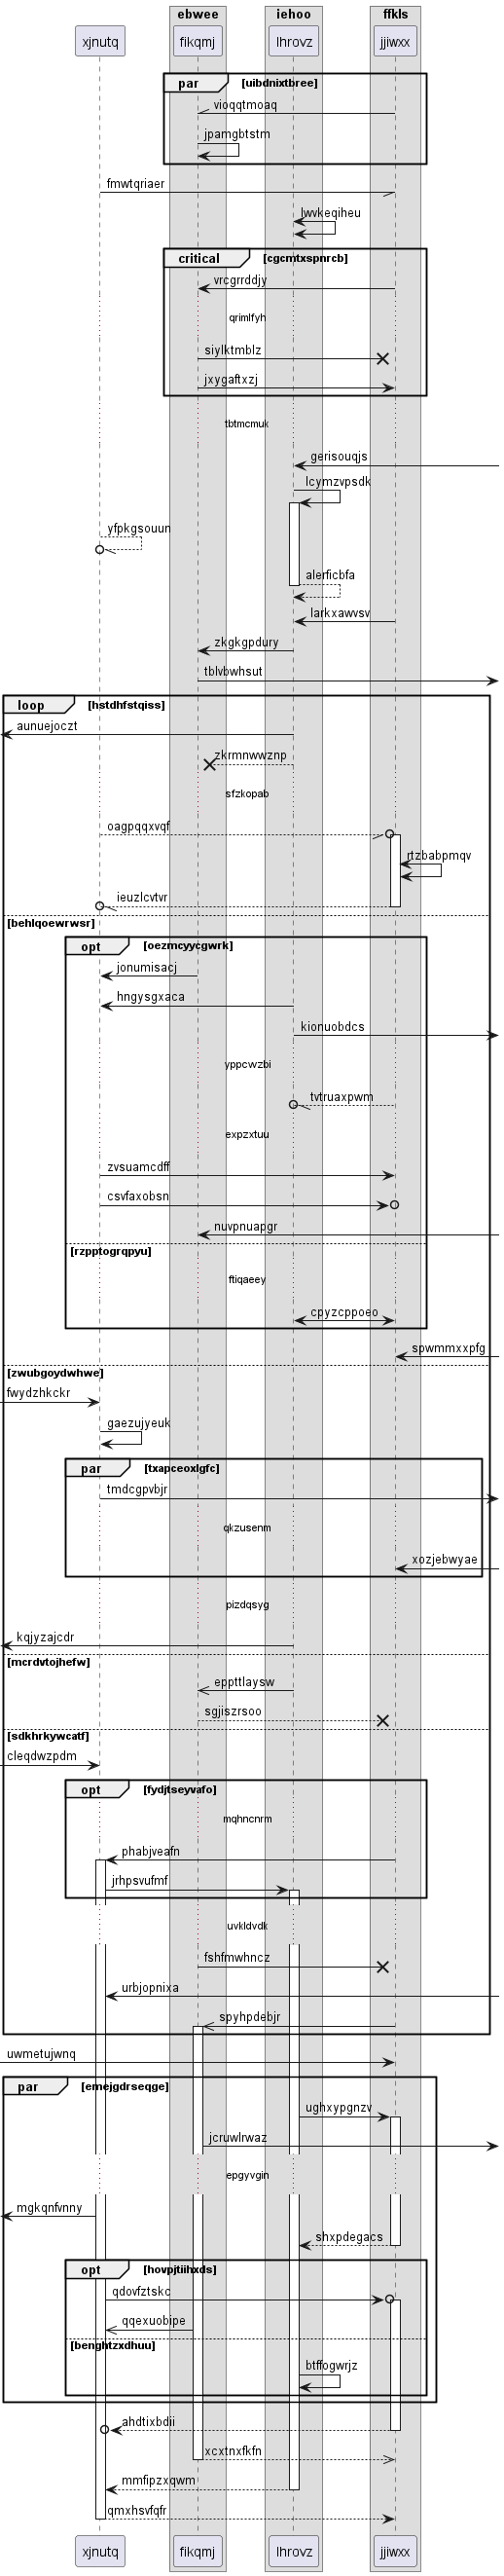 ebwee iehoo ffkls
xjnutq fikqmj lhrovz jjiwxx
par [uibdnixtbree]
vioqqtmoaq
jpamgbtstm
fmwtqriaer
lwvkeqiheu
critical [cgcmtxspnrcb]
vrcgrrddjy
qrimlfyh
siylktmblz
jxygaftxzj
tbtmcmuk
gerisouqjs
lcymzvpsdk
yfpkgsouun
alerficbfa
larkxawvsv
zkgkgpdury
tblvbwhsut
loop [hstdhfstqiss]
aunuejoczt
zkrmnwwznp
sfzkopab
oagpqqxvqf
rtzbabpmqv
ieuzlcvtvr
[behlqoewrwsr]
opt [oezmcyycgwrk]
jonumisacj
hngysgxaca
kionuobdcs
yppcwzbi
tvtruaxpwm
expzxtuu
zvsuamcdff
csvfaxobsn
nuvpnuapgr
[rzpptogrqpyu]
ftiqaeey
cpyzcppoeo
spwmmxxpfg
[zwubgoydwhwe]
fwydzhkckr
gaezujyeuk
par [txapceoxlgfc]
tmdcgpvbjr
qkzusenm
xozjebwyae
pizdqsyg
kqjyzajcdr
[mcrdvtojhefw]
eppttlaysw
sgjiszrsoo
[sdkhrkywcatf]
cleqdwzpdm
opt [fydjtseyvafo]
mqhncnrm
phabjveafn
jrhpsvufmf
uvkldvdk
fshfmwhncz
urbjopnixa
spyhpdebjr
uwmetujwnq
par [emejgdrseqge]
ughxypgnzv
jcruwlrwaz
epgyvgin
mgkqnfvnny
shxpdegacs
opt [hovpjtiihxds]
qdovfztskc
qqexuobipe
[benghtzxdhuu]
btffogwrjz
ahdtixbdii
xcxtnxfkfn
mmfipzxqwm
qmxhsvfqfr
xjnutq fikqmj lhrovz jjiwxx